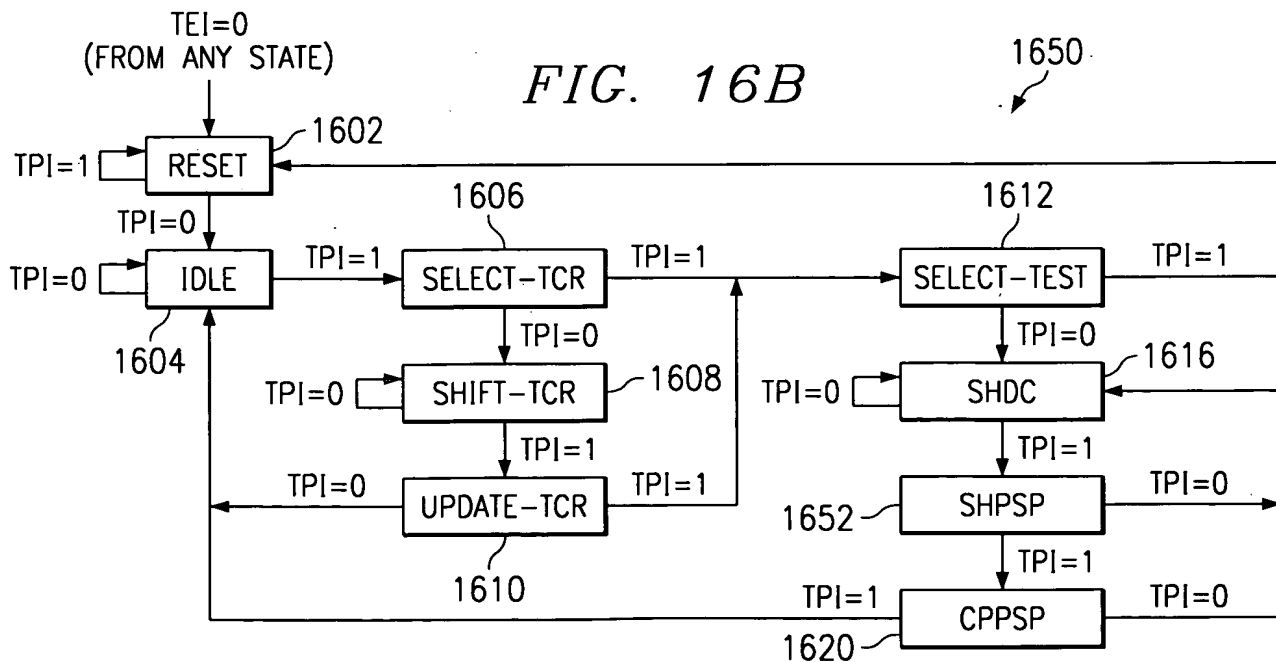 TEI=0
(FROM ANY STATE)
FIG. 16B
1650
1602
TPI=1
RESET
TPI=0
1606
1612
TPI=0
IDLE
TPI=1
SELECT-TCR
TPI=1
SELECT-TEST
TPI=1
1604
TPI=0
TPI=0
1616
TPI=0
SHIFT-TCR
1608
TPI=0
SHDC
TPI=1
TPI=1
TPI=0
UPDATE-TCR
TPI=1
1652
SHPSP
TPI=0
1610
TPI=1
TPI=1
CPPSP
TPI=0
1620